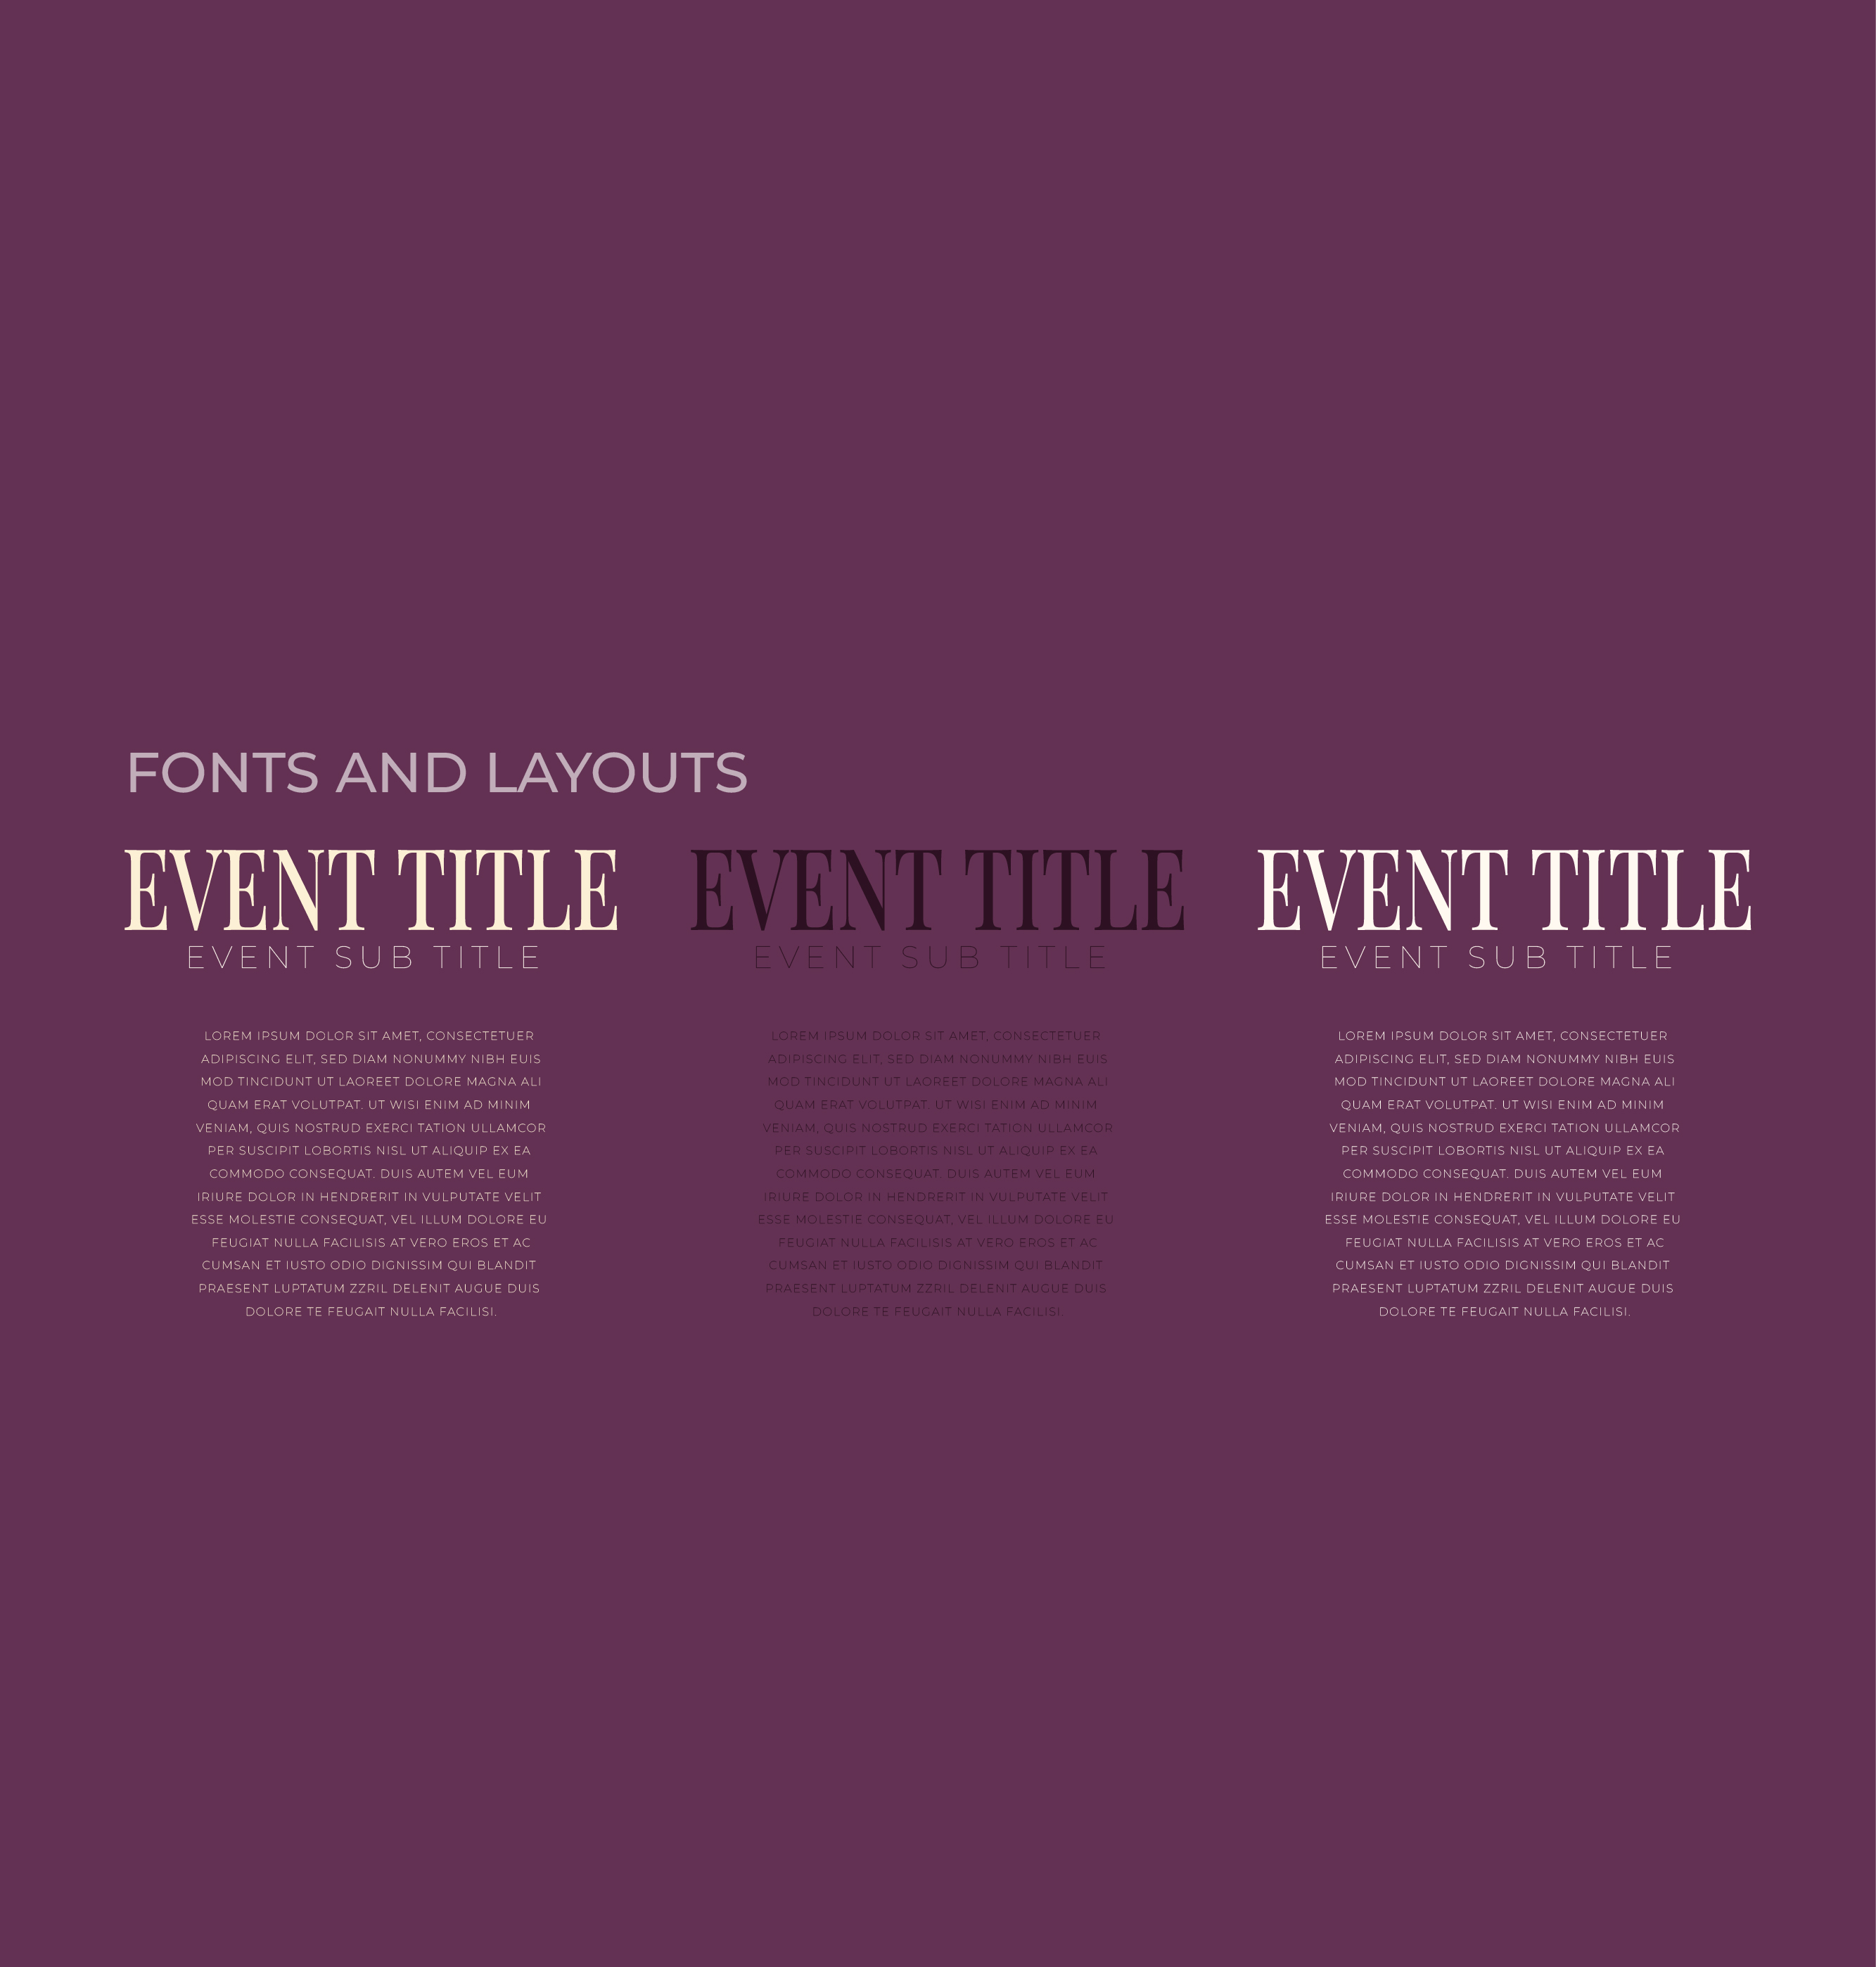 FONTS AND LAYOUTS
EVENT TITLE
EVENT SUB TITLE
LOREM IPSUM DOLOR SIT AMET, CONSECTETUER
ADIPISCING ELIT, SED DIAM NONUMMY NIBH EUIS
MOD TINCIDUNT UT LAOREET DOLORE MAGNA ALI
QUAM ERAT VOLUTPAT. UT WISI ENIM AD MINIM
VENIAM, QUIS NOSTRUD EXERCI TATION ULLAMCOR
PER SUSCIPIT LOBORTIS NISL UT ALIQUIP EX EA
COMMODO CONSEQUAT. DUIS AUTEM VEL EUM
IRIURE DOLOR IN HENDRERIT IN VULPUTATE VELIT
ESSE MOLESTIE CONSEQUAT, VEL ILLUM DOLORE EU
FEUGIAT NULLA FACILISIS AT VERO EROS ET AC
CUMSAN ET IUSTO ODIO DIGNISSIM QUI BLANDIT
PRAESENT LUPTATUM ZZRIL DELENIT AUGUE DUIS
DOLORE TE FEUGAIT NULLA FACILISI.
EVENT TITLE
EVENT SUB TITLE
LOREM IPSUM DOLOR SIT AMET, CONSECTETUER
ADIPISCING ELIT, SED DIAM NONUMMY NIBH EUIS
MOD TINCIDUNT UT LAOREET DOLORE MAGNA ALI
QUAM ERAT VOLUTPAT. UT WISI ENIM AD MINIM
VENIAM, QUIS NOSTRUD EXERCI TATION ULLAMCOR
PER SUSCIPIT LOBORTIS NISL UT ALIQUIP EX EA
COMMODO CONSEQUAT. DUIS AUTEM VEL EUM
IRIURE DOLOR IN HENDRERIT IN VULPUTATE VELIT
ESSE MOLESTIE CONSEQUAT, VEL ILLUM DOLORE EU
FEUGIAT NULLA FACILISIS AT VERO EROS ET AC
CUMSAN ET IUSTO ODIO DIGNISSIM QUI BLANDIT
PRAESENT LUPTATUM ZZRIL DELENIT AUGUE DUIS
DOLORE TE FEUGAIT NULLA FACILISI.
EVENT TITLE
EVENT SUB TITLE
LOREM IPSUM DOLOR SIT AMET, CONSECTETUER
ADIPISCING ELIT, SED DIAM NONUMMY NIBH EUIS
MOD TINCIDUNT UT LAOREET DOLORE MAGNA ALI
QUAM ERAT VOLUTPAT. UT WISI ENIM AD MINIM
VENIAM, QUIS NOSTRUD EXERCI TATION ULLAMCOR
PER SUSCIPIT LOBORTIS NISL UT ALIQUIP EX EA
COMMODO CONSEQUAT. DUIS AUTEM VEL EUM
IRIURE DOLOR IN HENDRERIT IN VULPUTATE VELIT
ESSE MOLESTIE CONSEQUAT, VEL ILLUM DOLORE EU
FEUGIAT NULLA FACILISIS AT VERO EROS ET AC
CUMSAN ET IUSTO ODIO DIGNISSIM QUI BLANDIT
PRAESENT LUPTATUM ZZRIL DELENIT AUGUE DUIS
DOLORE TE FEUGAIT NULLA FACILISI.